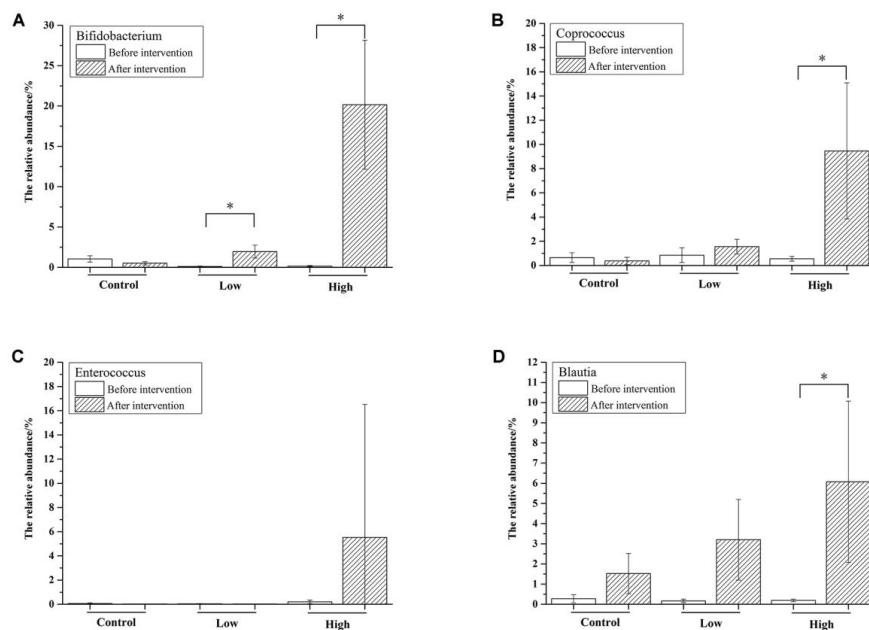 A
Bifidobacterium
Before intervention
After intervention
The relative abundance/%
30
25
20
15
10
5
0
*
*
Control
Low
High
B
Coprococcus
Before intervention
After intervention
The relative abundance/%
20
18
16
14
12
10
8
6
4
2
0
*
Control
Low
High
C
Enterococcus
Before intervention
After intervention
The relative abundance/%
20
18
16
14
12
10
8
6
4
2
0
Control
Low
High
D
Blautia
Before intervention
After intervention
The relative abundance/%
12
11
10
9
8
7
6
5
4
3
2
1
0
*
Control
Low
High